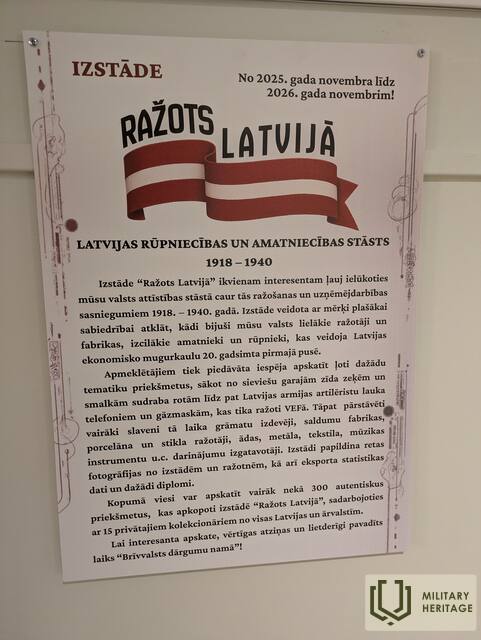 IZSTĀDE
No 2025. gada novembra līdz
2026. gada novembrim!
RAŽOTS LATVIJĀ
LATVIJAS RŪPNIECĪBAS UN AMATNIECĪBAS STĀSTS
1918 – 1940
Izstāde “Ražots Latvijā” ikvienam interesentam ļauj ielūkoties
mūsu valsts attīstības stāstā caur tās ražošanas un uzņēmējdarbības
sasniegumiem 1918. – 1940. gadā. Izstāde veidota ar mērķi plašākai
sabiedrībai atklāt, kādi bijuši mūsu valsts lielākie ražotāji un
fabrikas, izcilākie amatnieki un rūpnieki, kas veidoja Latvijas
ekonomisko mugurkaulu 20. gadsimta pirmajā pusē.
Apmeklētājiem tiek piedāvāta iespēja apskatīt ļoti dažādu
tematiku priekšmetus, sākot no sieviešu garajām zīda zeķēm un
smalkām sudraba rotām līdz pat Latvijas armijas artilēristu lauka
telefoniem un gāzmaskām, kas tika ražoti VEFā. Tāpat pārstāvēti
vairāki slaveni tā laika grāmatu izdevēji, saldumu fabrikas,
porcelāna un stikla ražotāji, ādas, metāla, tekstila, mūzikas
instrumentu u.c. darinājumu izgatavotāji. Izstādi papildina retas
fotogrāfijas no izstādēm un ražotnēm, kā arī eksporta statistikas
dati un dažādi diplomi.
Kopumā viesi var apskatīt vairāk nekā 300 autentiskus
priekšmetus, kas apkopoti izstādē “Ražots Latvijā”, sadarbojoties
ar 15 privātajiem kolekcionāriem no visas Latvijas un ārvalstīm.
Lai interesanta apskate, vērtīgas atziņas un lietderīgi pavadīts
laiks “Brīvvalsts dārgumu namā”!
MILITARY
HERITAGE